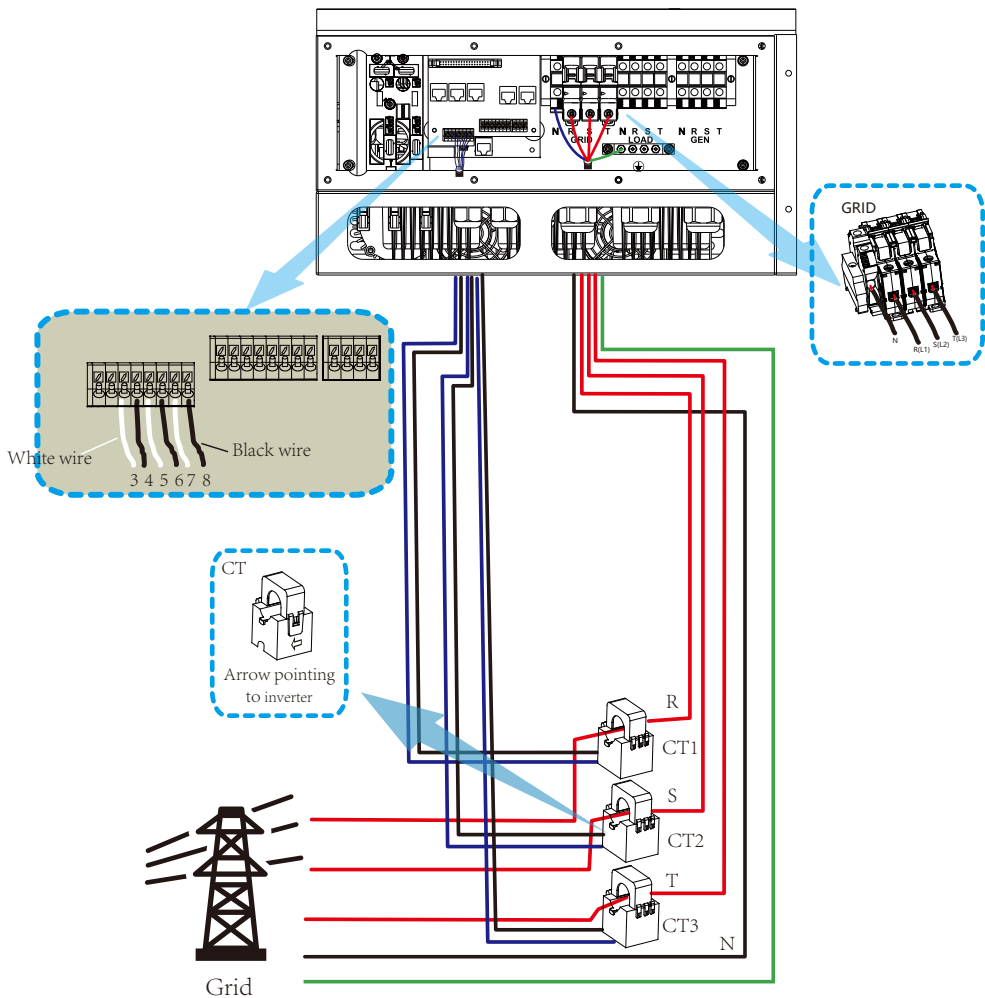 N R S T N R S T N R S T
GRID LOAD GEN
GRID
N
R(L1)
S(L2)
T(L3)
White wire
Black wire
3 4 5 6 7 8
CT
Arrow pointing
to inverter
R
CT1
S
CT2
T
CT3
N
Grid